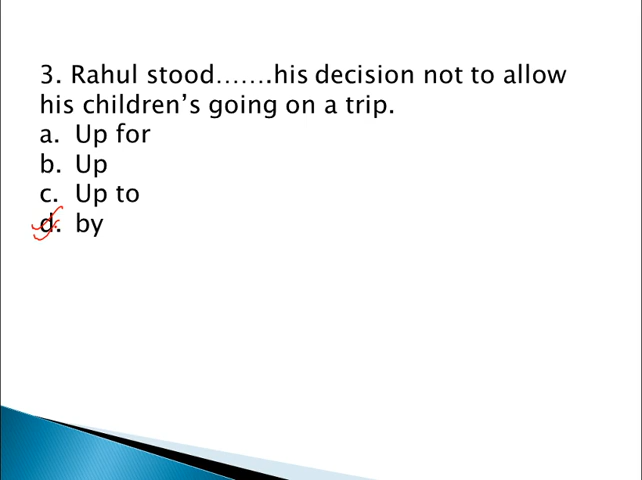 3. Rahul stood.......his decision not to allow
his children's going on a trip.
a. Up for
b. Up
c. Up to
d. by